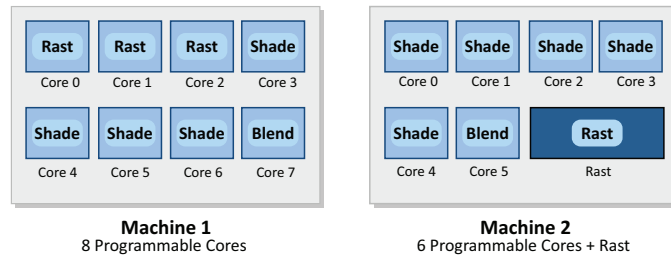 Rast Rast Rast Shade
Core 0 Core 1 Core 2 Core 3
Shade Shade Shade Blend
Core 4 Core 5 Core 6 Core 7
Machine 1
8 Programmable Cores
Shade Shade Shade Shade
Core 0 Core 1 Core 2 Core 3
Shade Blend Rast
Core 4 Core 5 Rast
Machine 2
6 Programmable Cores + Rast